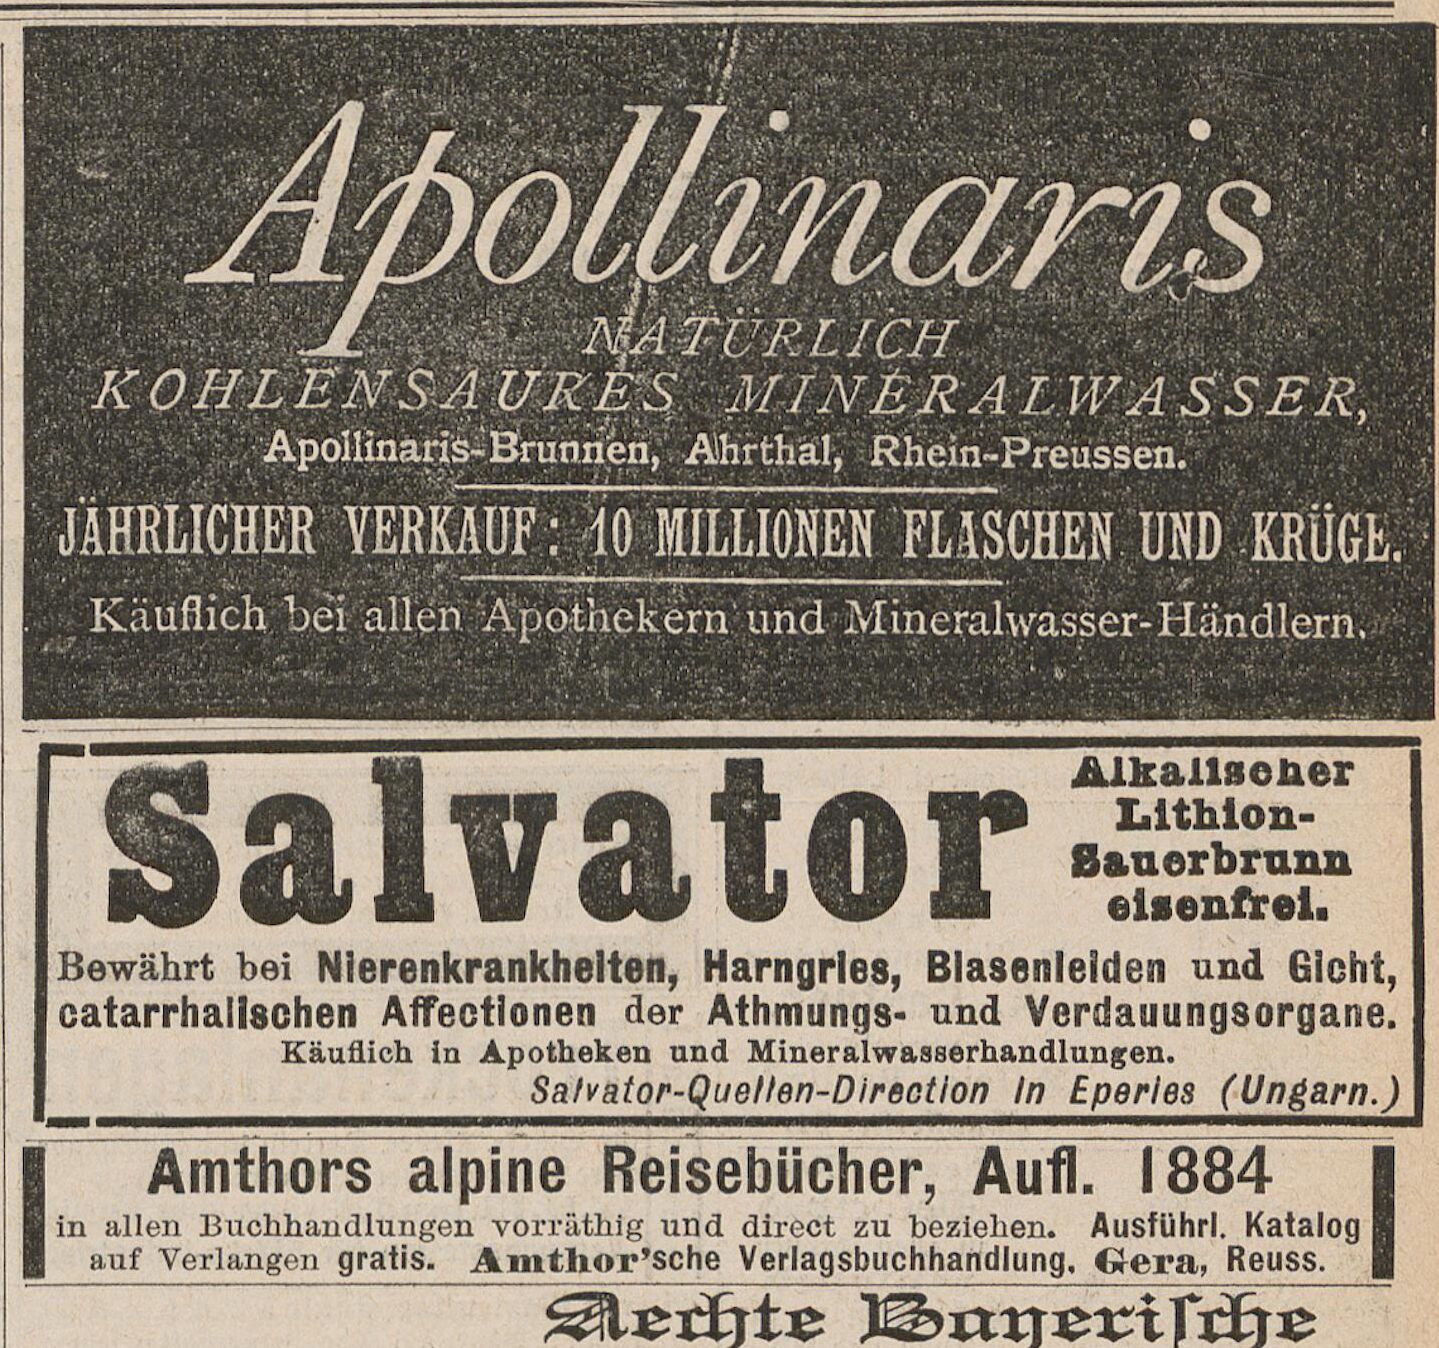 Apollinaris
NATÜRLICH
KOHLENSAURES MINERALWASSER,
Apollinaris-Brunnen, Ahrthal, Rhein-Preussen.
JÄHRLICHER VERKAUF: 10 MILLIONEN FLASCHEN UND KRÜGE.
Käuflich bei allen Apothekern und Mineralwasser-Händlern.
Salvator
Alkalischer
Lithion-
Sauerbrunn
eisenfrei.
Bewährt bei Nierenkrankheiten, Harngries, Blasenleiden und Gicht,
catarrhalischen Affectionen der Athmungs- und Verdauungsorgane.
Käuflich in Apotheken und Mineralwasserhandlungen.
Salvator-Quellen-Direction in Eperies (Ungarn.)
Amthors alpine Reisebücher, Aufl. 1884
in allen Buchhandlungen vorräthig und direct zu beziehen. Ausführl. Katalog
auf Verlangen gratis. Amthor'sche Verlagsbuchhandlung. Gera, Reuss.
Aechte Bayeriſche